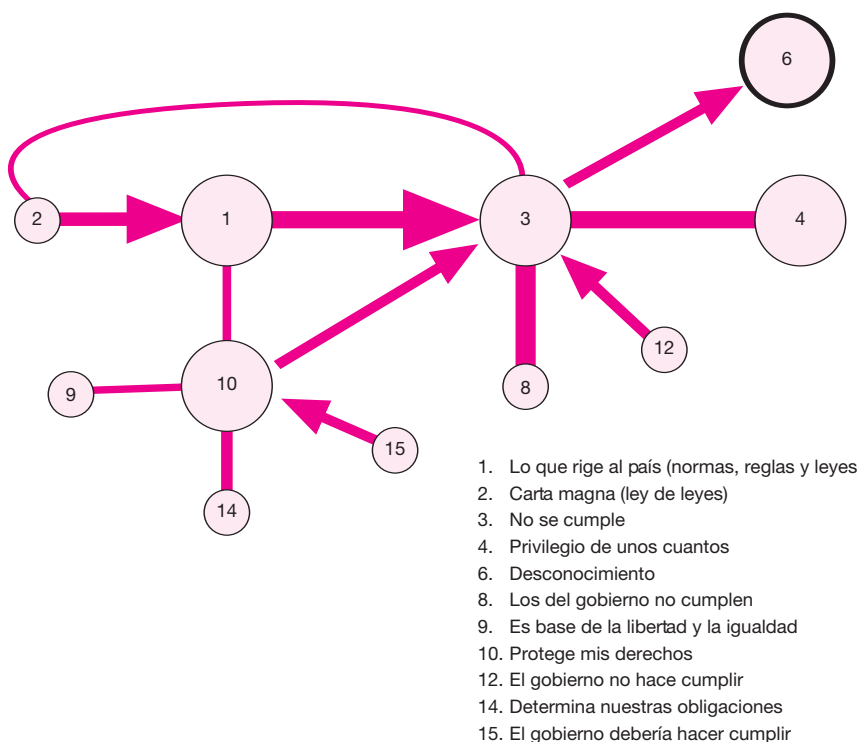 6
2
1
3
4
12
10
9
8
15
14
1. Lo que rige al país (normas, reglas y leyes
2. Carta magna (ley de leyes)
3. No se cumple
4. Privilegio de unos cuantos
6. Desconocimiento
8. Los del gobierno no cumplen
9. Es base de la libertad y la igualdad
10. Protege mis derechos
12. El gobierno no hace cumplir
14. Determina nuestras obligaciones
15. El gobierno debería hacer cumplir